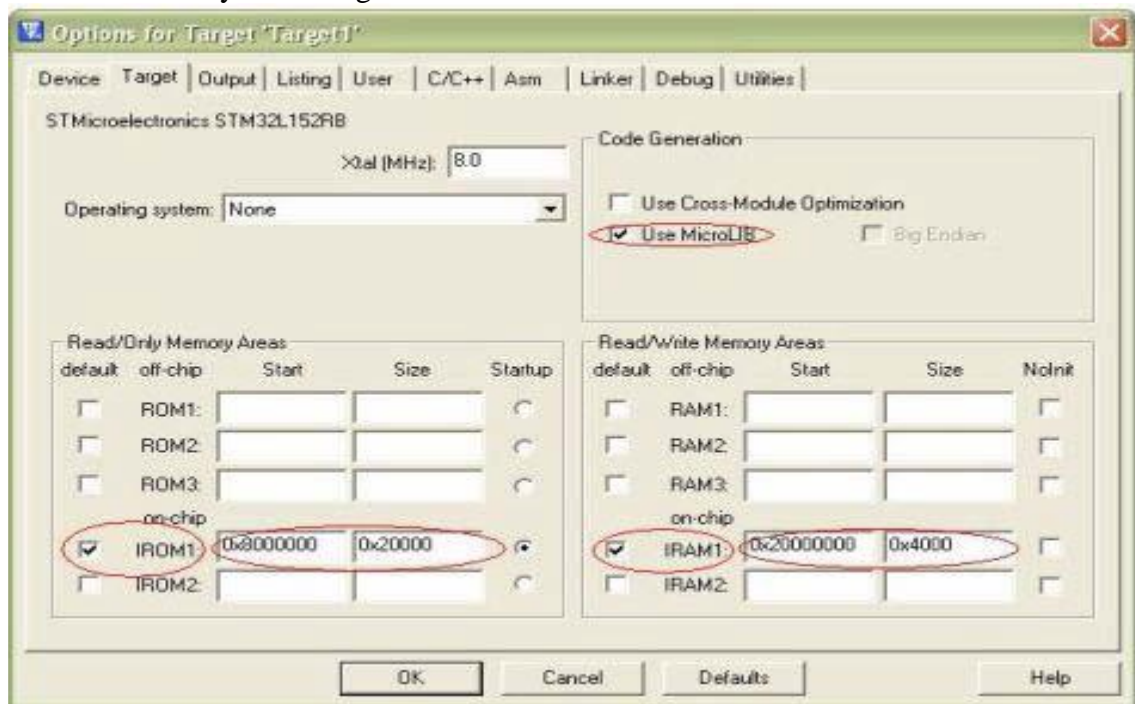 Options for Target 'Target1'
Device Target Output Listing User C/C++ Asm Linker Debug Utilities
STMicroelectronics STM32L152RB
Xtal (MHz): 8.0
Operating system: None
Code Generation
Use Cross-Module Optimization
Use MicroLIB Big Endian
Read/Only Memory Areas
default off-chip Start Size Startup
ROM1:
ROM2:
ROM3:
on-chip
IROM1: 0x8000000 0x20000
IROM2:
Read/Write Memory Areas
default off-chip Start Size NoInit
RAM1:
RAM2:
RAM3:
on-chip
IRAM1: 0x20000000 0x4000
IRAM2:
OK Cancel Defaults Help